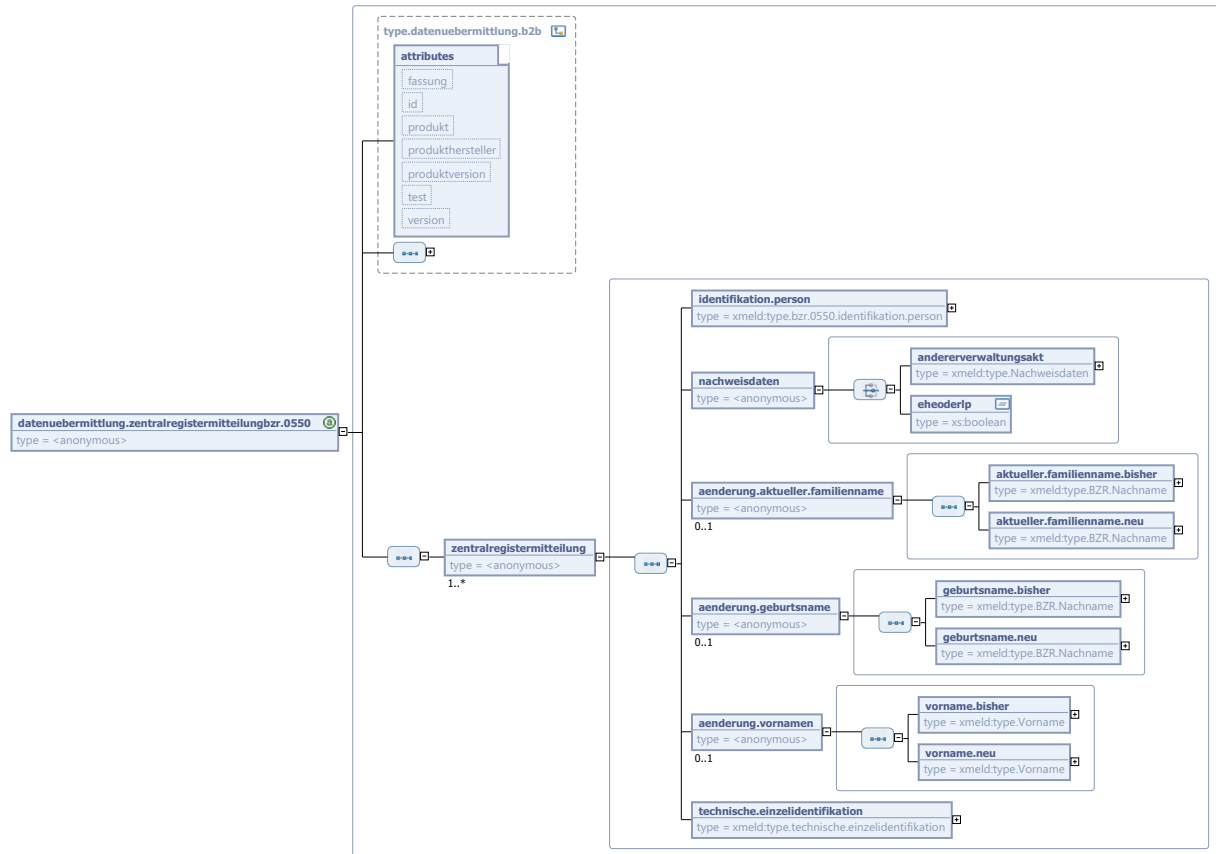 type.datenuebermittlung.b2b
attributes
fassung
id
produkt
produkthersteller
produktversion
test
version
datenuebermittlung.zentralregistermitteilungbzr.0550
type = <anonymous>
zentralregistermitteilung
type = <anonymous>
1..*
identifikation.person
type = xmeld:type.bzr.0550.identifikation.person
nachweisdaten
type = <anonymous>
andererverwaltungsakt
type = xmeld:type.Nachweisdaten
eheoderlp
type = xs:boolean
aenderung.aktueller.familienname
type = <anonymous>
0..1
aktueller.familienname.bisher
type = xmeld:type.BZR.Nachname
aktueller.familienname.neu
type = xmeld:type.BZR.Nachname
aenderung.geburtsname
type = <anonymous>
0..1
geburtsname.bisher
type = xmeld:type.BZR.Nachname
geburtsname.neu
type = xmeld:type.BZR.Nachname
aenderung.vornamen
type = <anonymous>
0..1
vorname.bisher
type = xmeld:type.Vorname
vorname.neu
type = xmeld:type.Vorname
technische.einzelidentifikation
type = xmeld:type.technische.einzelidentifikation